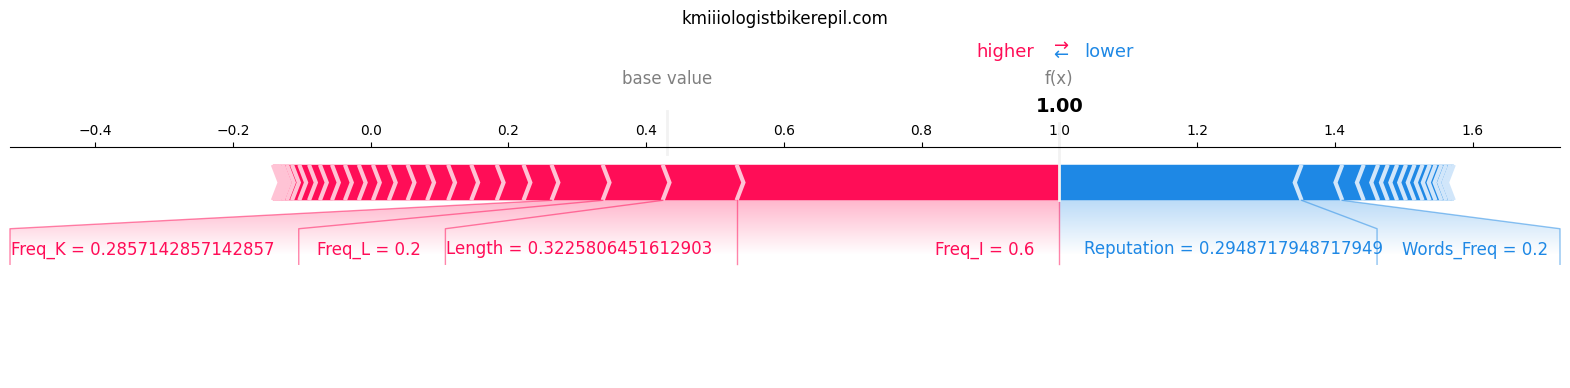 kmiiiologistbikerepil.com
higher ⇄ lower
base value f(x)
1.00
−0.4 −0.2 0.0 0.2 0.4 0.6 0.8 1.0 1.2 1.4 1.6
Freq_K = 0.2857142857142857 Freq_L = 0.2 Length = 0.3225806451612903 Freq_I = 0.6 Reputation = 0.2948717948717949 Words_Freq = 0.2